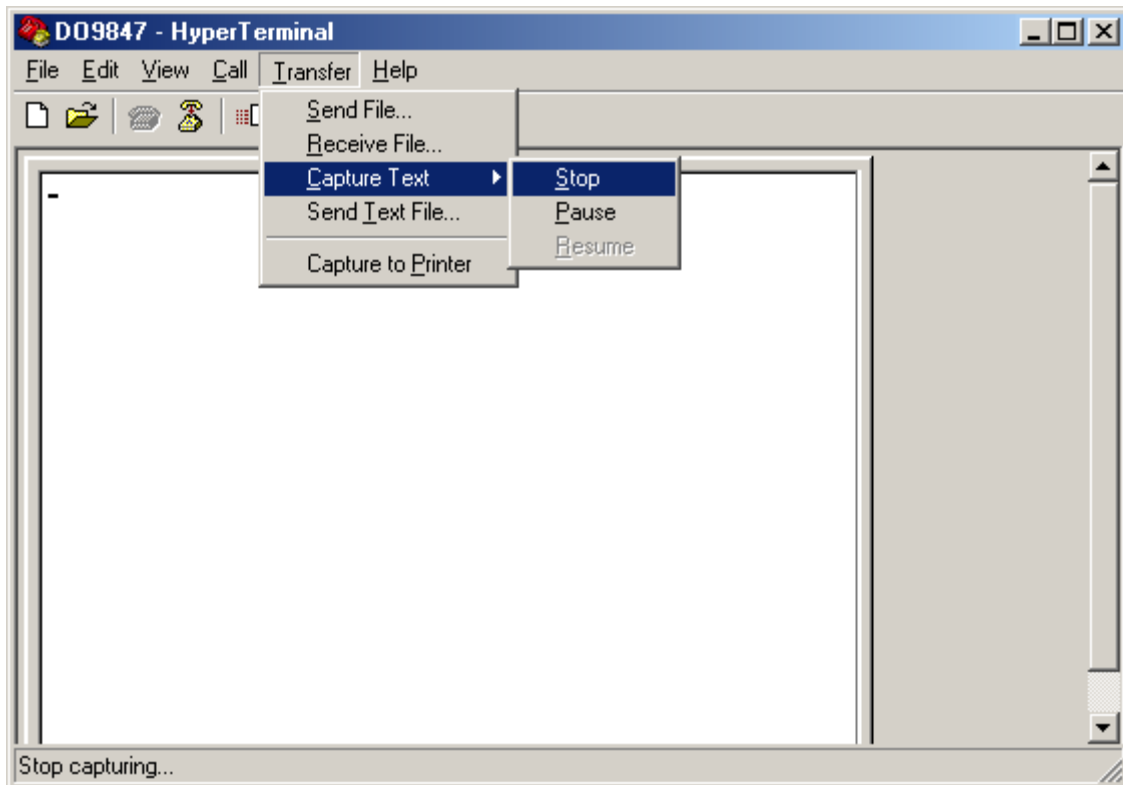 DO9847 - HyperTerminal
File Edit View Call Transfer Help
Send File...
Receive File...
Capture Text
Send Text File...
Capture to Printer
Stop
Pause
Resume
Stop capturing...